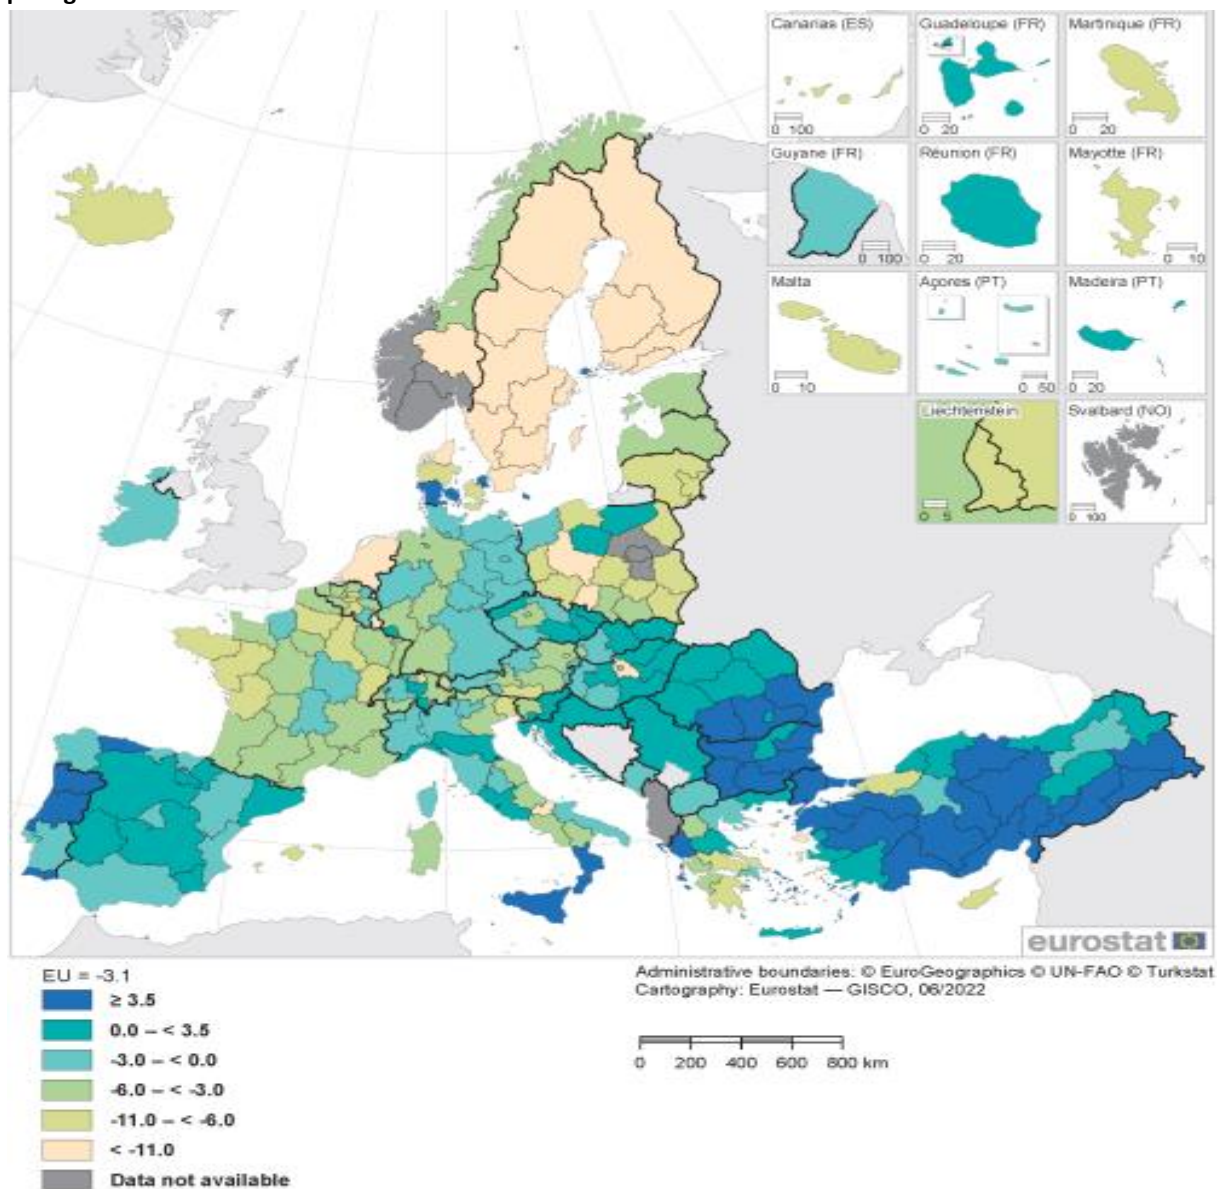 Canarias (ES)
0 100
Guadeloupe (FR)
0 20
Martinique (FR)
0 20
Guyane (FR)
0 100
Réunion (FR)
0 20
Mayotte (FR)
0 10
Malta
0 10
Açores (PT)
0 50
Madeira (PT)
0 20
Liechtenstein
0 5
Svalbard (NO)
0 100
eurostat
EU = -3.1
≥ 3.5
0.0 – < 3.5
-3.0 – < 0.0
-6.0 – < -3.0
-11.0 – < -6.0
< -11.0
Data not available
Administrative boundaries: © EuroGeographics © UN-FAO © Turkstat
Cartography: Eurostat — GISCO, 06/2022
0 200 400 600 800 km